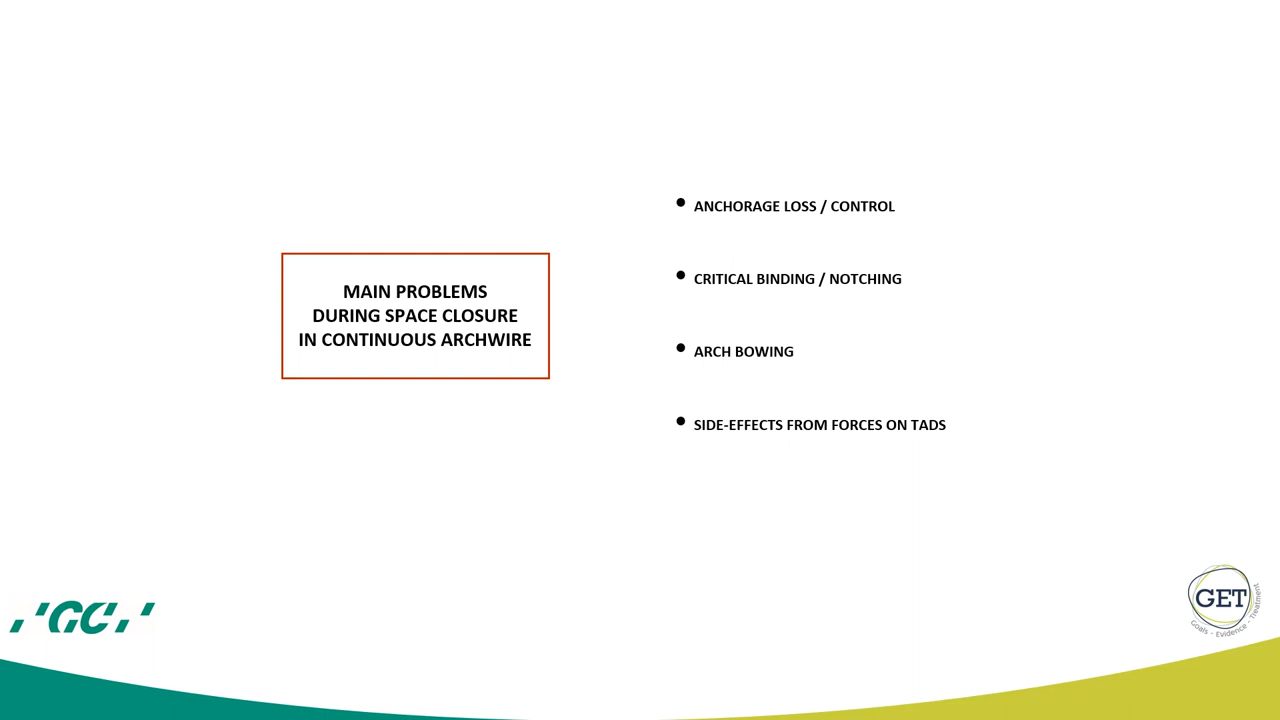 MAIN PROBLEMS
DURING SPACE CLOSURE
IN CONTINUOUS ARCHWIRE
• ANCHORAGE LOSS / CONTROL
• CRITICAL BINDING / NOTCHING
• ARCH BOWING
• SIDE-EFFECTS FROM FORCES ON TADS
GC
GET
Goals - Evidence - Treatment